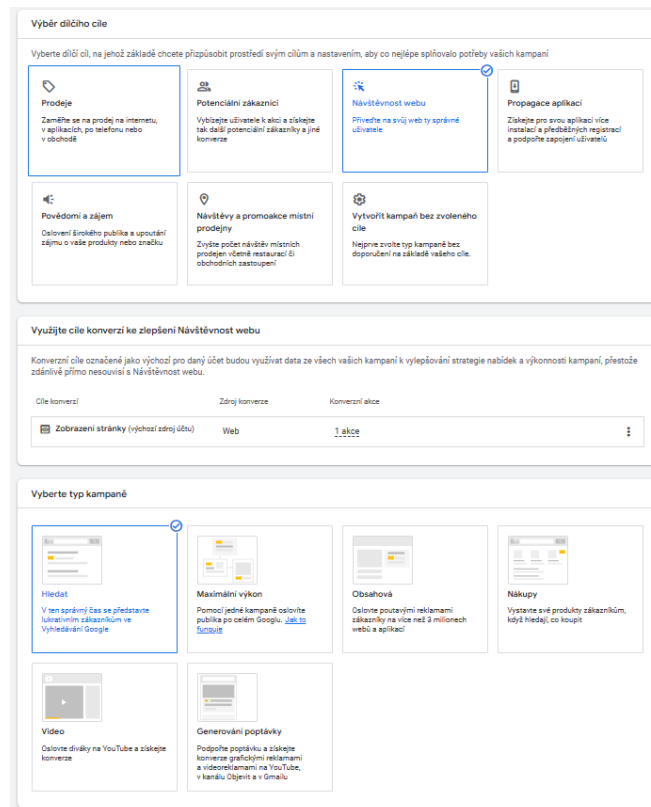 Výběr dílčího cíle
Vyberte dílčí cíl, na jehož základě chcete přizpůsobit prostředí svým cílům a nastavením, aby co nejlépe splňovalo potřeby vašich kampaní
Prodeje
Zaměřte se na prodej na internetu,
v aplikacích, po telefonu nebo
v obchodě
Potenciální zákazníci
Vybízejte uživatele k akci a získejte
tak další potenciální zákazníky a jiné
konverze
Návštěvnost webu
Přiveďte na svůj web ty správné
uživatele
Propagace aplikací
Získejte pro svou aplikaci více
instalací a předběžných registrací
a podpořte zapojení uživatelů
Povědomí a zájem
Oslovení širokého publika a upoutání
zájmu o vaše produkty nebo značku
Návštěvy a promoakce místní
prodejny
Zvyšte počet návštěv místních
prodejen včetně restaurací či
obchodních zastoupení
Vytvořit kampaň bez zvoleného
cíle
Nejprve zvolte typ kampaně bez
doporučení na základě vašeho cíle.
Využijte cíle konverzí ke zlepšení Návštěvnost webu
Konverzní cíle označené jako výchozí pro daný účet budou využívat data ze všech vašich kampaní k vylepšování strategie nabídek a výkonnosti kampaní, přestože
zdánlivě přímo nesouvisí s Návštěvnost webu.
Cíle konverzí Zdroj konverze Konverzní akce
Zobrazení stránky (výchozí zdroj účtu) Web 1 akce
Vyberte typ kampaně
Hledat
V ten správný čas se představte
lukrativním zákazníkům ve
Vyhledávání Google
Maximální výkon
Pomocí jedné kampaně oslovíte
publika po celém Googlu. Jak to
funguje
Obsahová
Oslovte poutavými reklamami
zákazníky na více než 3 milionech
webů a aplikací
Nákupy
Vystavte své produkty zákazníkům,
když hledají, co koupit
Video
Oslovte diváky na YouTube a získejte
konverze
Generování poptávky
Podpořte poptávku a získejte
konverze grafickými reklamami
a videoreklamami na YouTube,
v kanálu Objevit a v Gmailu